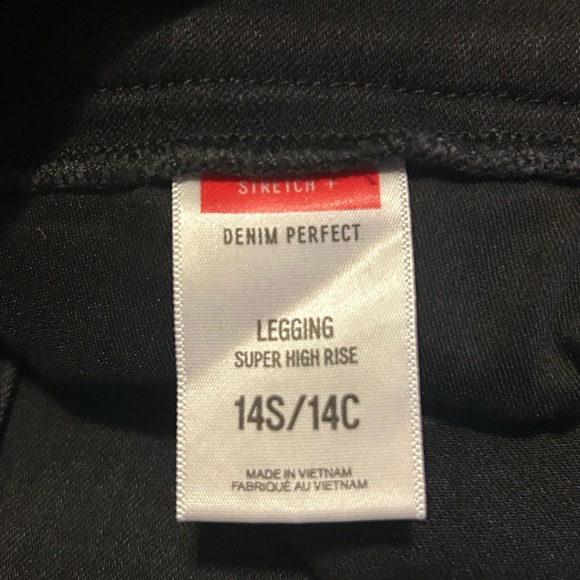 STRETCH +
DENIM PERFECT
LEGGING
SUPER HIGH RISE
14S/14C
MADE IN VIETNAM
FABRIQUÉ AU VIETNAM